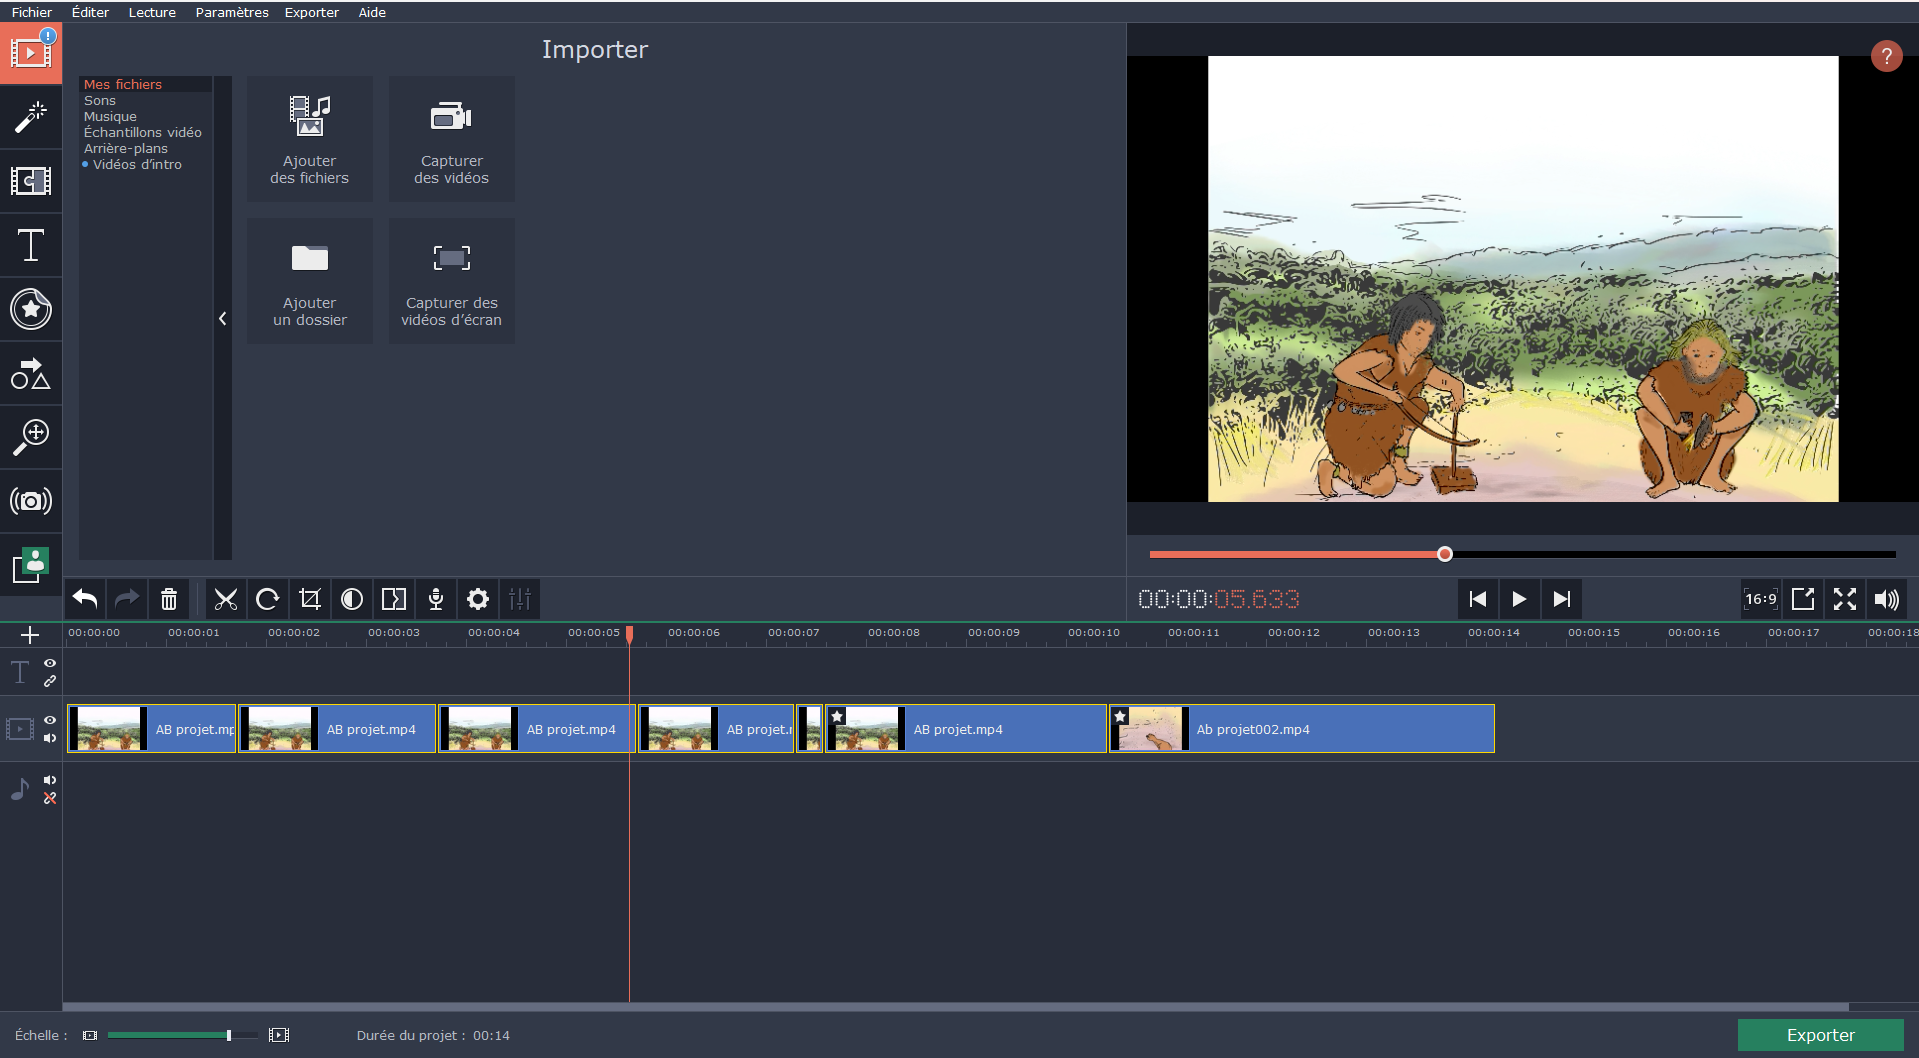 Fichier Éditer Lecture Paramètres Exporter Aide
Importer
Mes fichiers
Sons
Musique
Échantillons vidéo
Arrière-plans
Vidéos d'intro
Ajouter
des fichiers
Capturer
des vidéos
Ajouter
un dossier
Capturer des
vidéos d'écran
?
00:00:05.633
16:9
00:00:00 00:00:01 00:00:02 00:00:03 00:00:04 00:00:05 00:00:06 00:00:07 00:00:08 00:00:09 00:00:10 00:00:11 00:00:12 00:00:13 00:00:14 00:00:15 00:00:16 00:00:17 00:00:18
AB projet.mp AB projet.mp4 AB projet.mp4 AB projet.r AB projet.mp4 Ab projet002.mp4
Échelle : Durée du projet : 00:14
Exporter